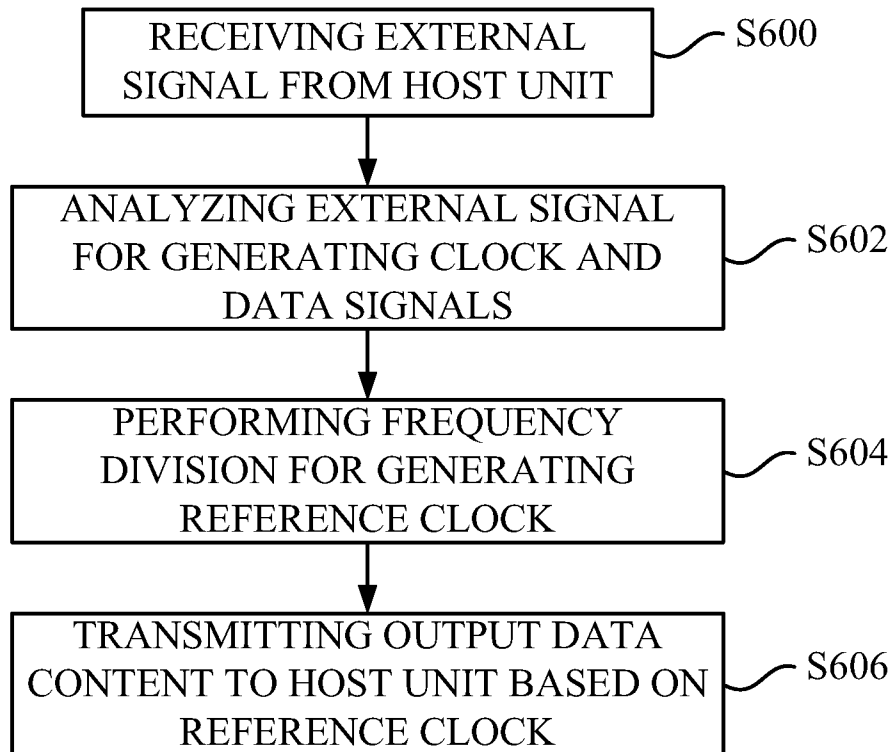 RECEIVING EXTERNAL
SIGNAL FROM HOST UNIT
S600
ANALYZING EXTERNAL SIGNAL
FOR GENERATING CLOCK AND
DATA SIGNALS
S602
PERFORMING FREQUENCY
DIVISION FOR GENERATING
REFERENCE CLOCK
S604
TRANSMITTING OUTPUT DATA
CONTENT TO HOST UNIT BASED ON
REFERENCE CLOCK
S606